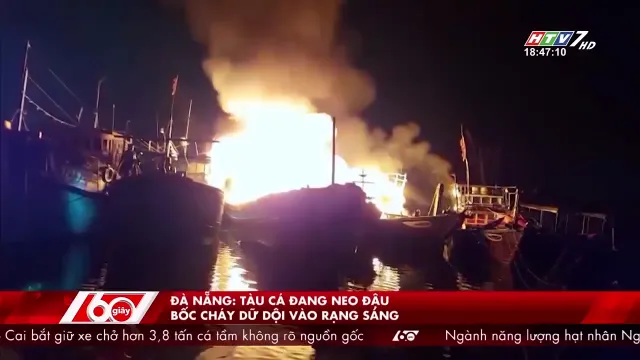 HTV7 HD
18:47:10
60 giây
ĐÀ NẴNG: TÀU CÁ ĐANG NEO ĐẬU
BỐC CHÁY DỮ DỘI VÀO RẠNG SÁNG
Cai bắt giữ xe chở hơn 3,8 tấn cá tầm không rõ nguồn gốc 60 Ngành năng lượng hạt nhân Ng